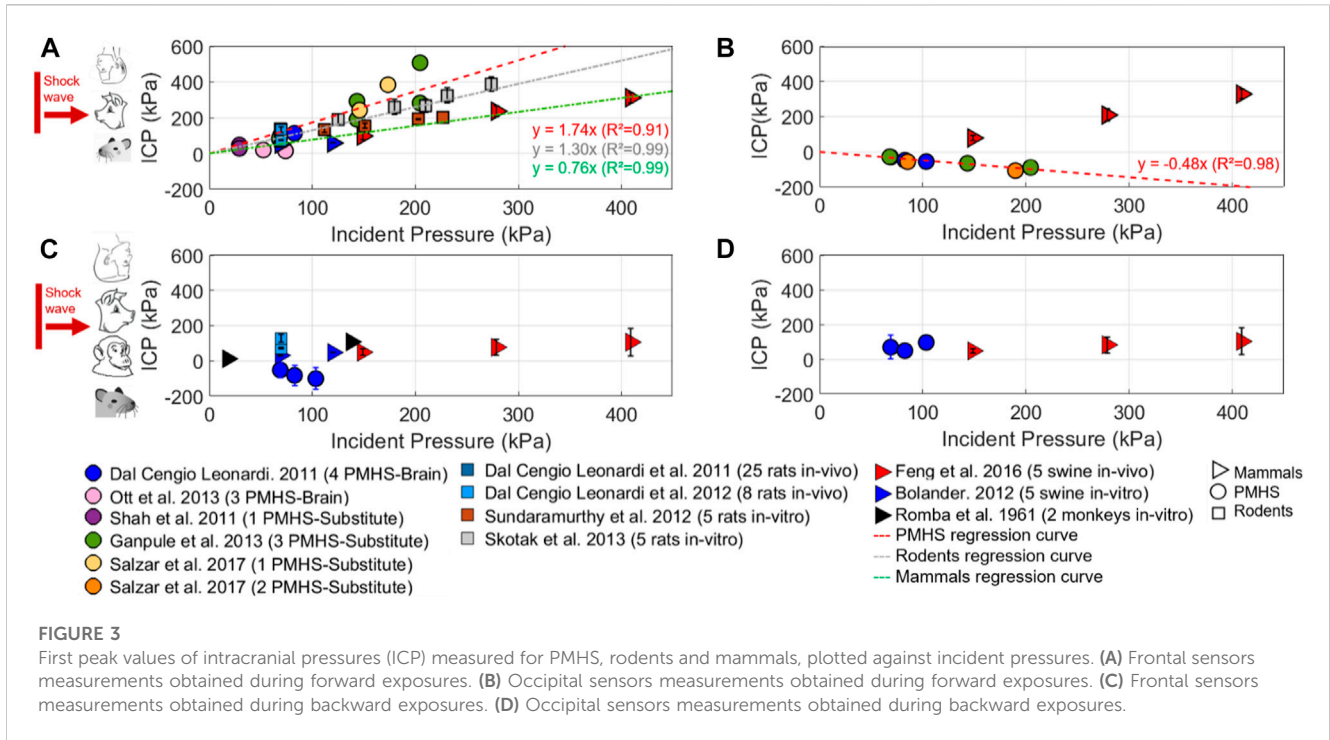 A
Shock
wave
ICP (kPa)
600
400
200
0
-200
0
100
200
300
400
Incident Pressure (kPa)
y = 1.74x (R²=0.91)
y = 1.30x (R²=0.99)
y = 0.76x (R²=0.99)
B
ICP(kPa)
600
400
200
0
-200
0
100
200
300
400
Incident Pressure (kPa)
y = -0.48x (R²=0.98)
C
Shock
wave
ICP (kPa)
600
400
200
0
-200
0
100
200
300
400
Incident Pressure (kPa)
D
ICP (kPa)
600
400
200
0
-200
0
100
200
300
400
Incident Pressure (kPa)
Dal Cengio Leonardi. 2011 (4 PMHS-Brain)
Ott et al. 2013 (3 PMHS-Brain)
Shah et al. 2011 (1 PMHS-Substitute)
Ganpule et al. 2013 (3 PMHS-Substitute)
Salzar et al. 2017 (1 PMHS-Substitute)
Salzar et al. 2017 (2 PMHS-Substitute)
Dal Cengio Leonardi et al. 2011 (25 rats in-vivo)
Dal Cengio Leonardi et al. 2012 (8 rats in-vivo)
Sundaramurthy et al. 2012 (5 rats in-vitro)
Skotak et al. 2013 (5 rats in-vitro)
Feng et al. 2016 (5 swine in-vivo)
Bolander. 2012 (5 swine in-vitro)
Romba et al. 1961 (2 monkeys in-vitro)
PMHS regression curve
Rodents regression curve
Mammals regression curve
Mammals
PMHS
Rodents
FIGURE 3
First peak values of intracranial pressures (ICP) measured for PMHS, rodents and mammals, plotted against incident pressures. (A) Frontal sensors
measurements obtained during forward exposures. (B) Occipital sensors measurements obtained during forward exposures. (C) Frontal sensors
measurements obtained during backward exposures. (D) Occipital sensors measurements obtained during backward exposures.